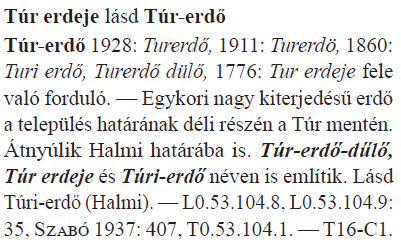 Túr erdeje lásd Túr-erdő
Túr-erdő 1928: Turerdő, 1911: Turerdö, 1860:
Turi erdő, Turerdő dülő, 1776: Tur erdeje fele
való forduló. — Egykori nagy kiterjedésű erdő
a település határának déli részén a Túr mentén.
Átnyúlik Halmi határába is. Túr-erdő-dűlő,
Túr erdeje és Túri-erdő néven is említik. Lásd
Túri-erdő (Halmi). — L0.53.104.8, L0.53.104.9:
35, SZABÓ 1937: 407, T0.53.104.1. — T16-C1.